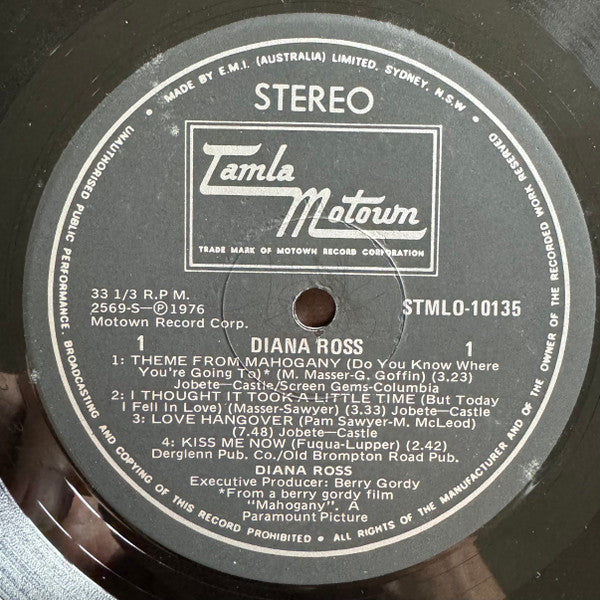 MADE BY E.M.I. (AUSTRALIA) LIMITED. SYDNEY, N.S.W.
STEREO
Tamla
Motown
TRADE MARK OF MOTOWN RECORD CORPORATION
33 1/3 R.P.M.
2569-S—Ⓟ1976
Motown Record Corp.
STMLO-10135
1 DIANA ROSS 1
1: THEME FROM MAHOGANY (Do You Know Where
You're Going To)* (M. Masser-G. Goffin) (3.23)
Jobete—Castle/Screen Gems-Columbia
2: I THOUGHT IT TOOK A LITTLE TIME (But Today
I Fell In Love) (Masser-Sawyer) (3.33) Jobete—Castle
3: LOVE HANGOVER (Pam Sawyer-M. McLeod)
(7.48) Jobete—Castle
4: KISS ME NOW (Fuqua-Lupper) (2.42)
Derglenn Pub. Co./Old Brompton Road Pub.
DIANA ROSS
Executive Producer: Berry Gordy
*From a berry gordy film
"Mahogany". A
Paramount Picture
UNAUTHORISED PUBLIC PERFORMANCE. BROADCASTING AND COPYING OF THIS RECORD PROHIBITED • ALL RIGHTS OF THE MANUFACTURER AND OF THE OWNER OF THE RECORDED WORK RESERVED